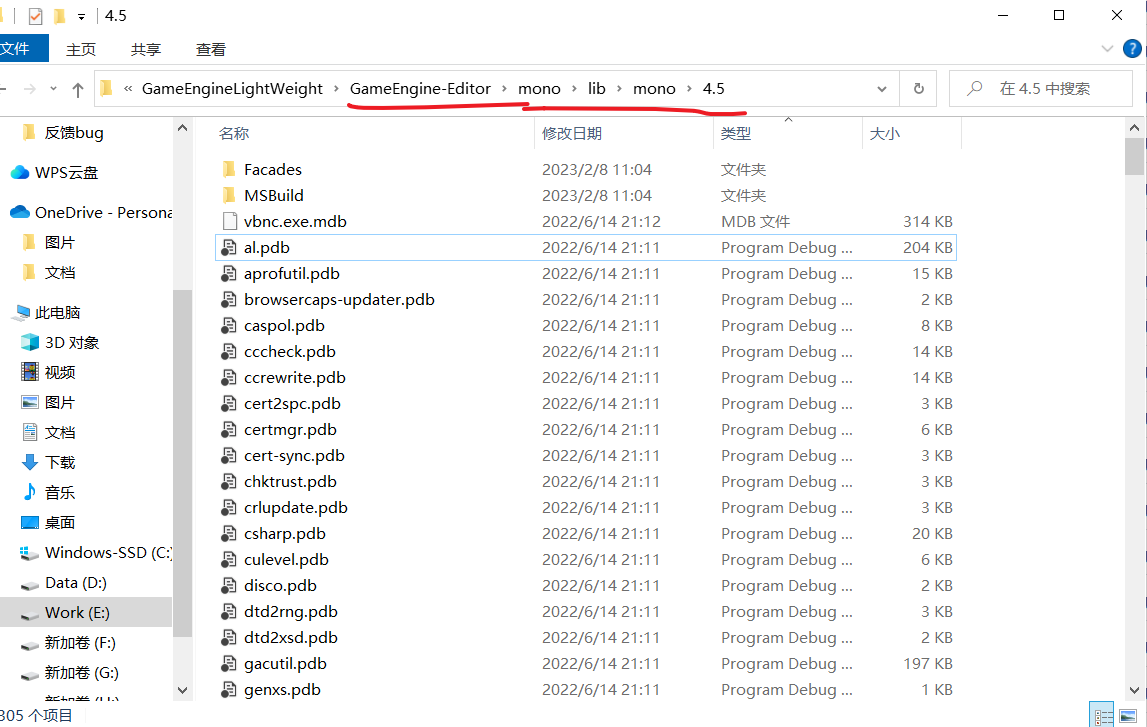 4.5
文件 主页 共享 查看
« GameEngineLightWeight › GameEngine-Editor › mono › lib › mono › 4.5
在 4.5 中搜索
反馈bug
WPS云盘
OneDrive - Persona
图片
文档
此电脑
3D 对象
视频
图片
文档
下载
音乐
桌面
Windows-SSD (C:)
Data (D:)
Work (E:)
新加卷 (F:)
新加卷 (G:)
名称 修改日期 类型 大小
Facades 2023/2/8 11:04 文件夹
MSBuild 2023/2/8 11:04 文件夹
vbnc.exe.mdb 2022/6/14 21:12 MDB 文件 314 KB
al.pdb 2022/6/14 21:11 Program Debug ... 204 KB
aprofutil.pdb 2022/6/14 21:11 Program Debug ... 15 KB
browsercaps-updater.pdb 2022/6/14 21:11 Program Debug ... 2 KB
caspol.pdb 2022/6/14 21:11 Program Debug ... 8 KB
cccheck.pdb 2022/6/14 21:11 Program Debug ... 14 KB
ccrewrite.pdb 2022/6/14 21:11 Program Debug ... 14 KB
cert2spc.pdb 2022/6/14 21:11 Program Debug ... 3 KB
certmgr.pdb 2022/6/14 21:11 Program Debug ... 6 KB
cert-sync.pdb 2022/6/14 21:11 Program Debug ... 3 KB
chktrust.pdb 2022/6/14 21:11 Program Debug ... 3 KB
crlupdate.pdb 2022/6/14 21:11 Program Debug ... 3 KB
csharp.pdb 2022/6/14 21:11 Program Debug ... 20 KB
culevel.pdb 2022/6/14 21:11 Program Debug ... 6 KB
disco.pdb 2022/6/14 21:11 Program Debug ... 2 KB
dtd2rng.pdb 2022/6/14 21:11 Program Debug ... 3 KB
dtd2xsd.pdb 2022/6/14 21:11 Program Debug ... 2 KB
gacutil.pdb 2022/6/14 21:11 Program Debug ... 197 KB
genxs.pdb 2022/6/14 21:11 Program Debug ... 1 KB
305 个项目